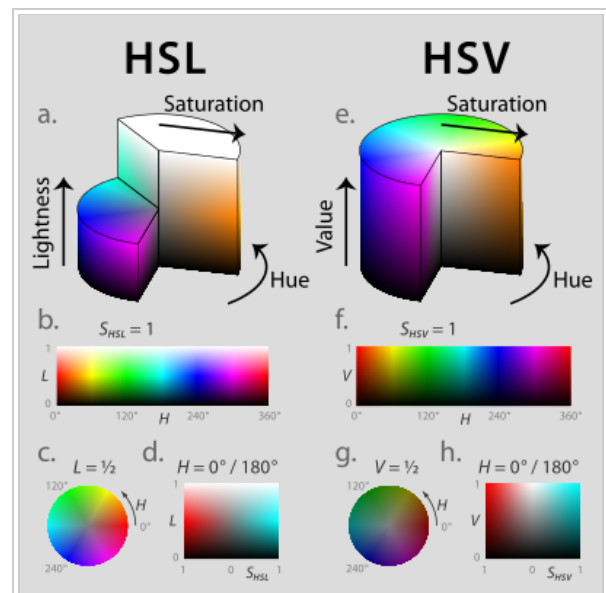 HSL
HSV
a.
Saturation
Lightness
Hue
e.
Saturation
Value
Hue
b.
S_HSL = 1
1
L
0
0° 120° 240° 360°
H
f.
S_HSV = 1
1
V
0
0° 120° 240° 360°
H
c.
L = ½
120°
H
0°
240°
d.
H = 0° / 180°
1
L
0
1 0 1
S_HSL
g.
V = ½
120°
H
0°
240°
h.
H = 0° / 180°
1
V
0
1 0 1
S_HSV